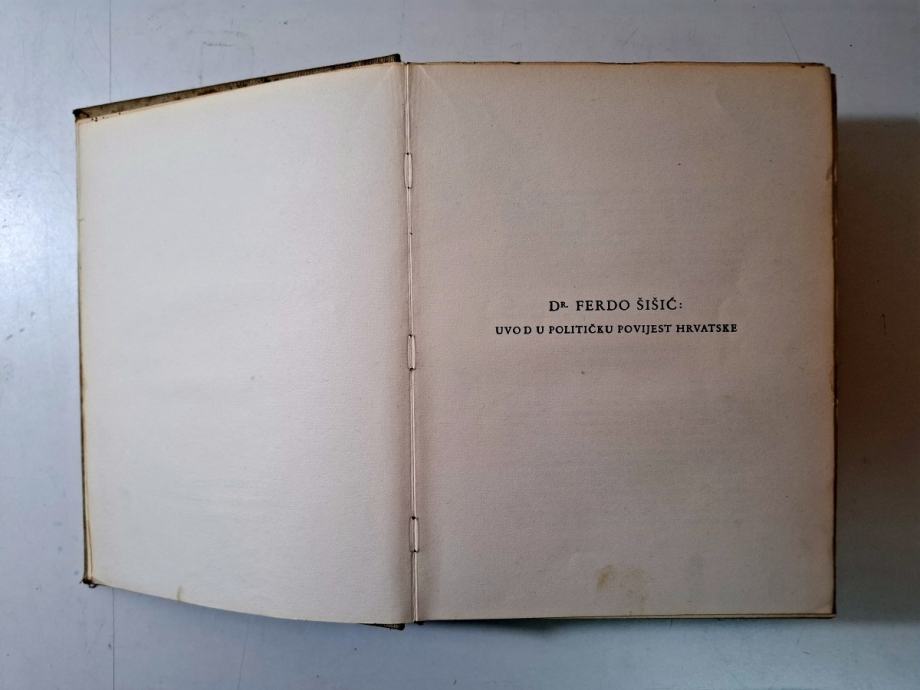 DR. FERDO ŠIŠIĆ:
UVOD U POLITIČKU POVIJEST HRVATSKE